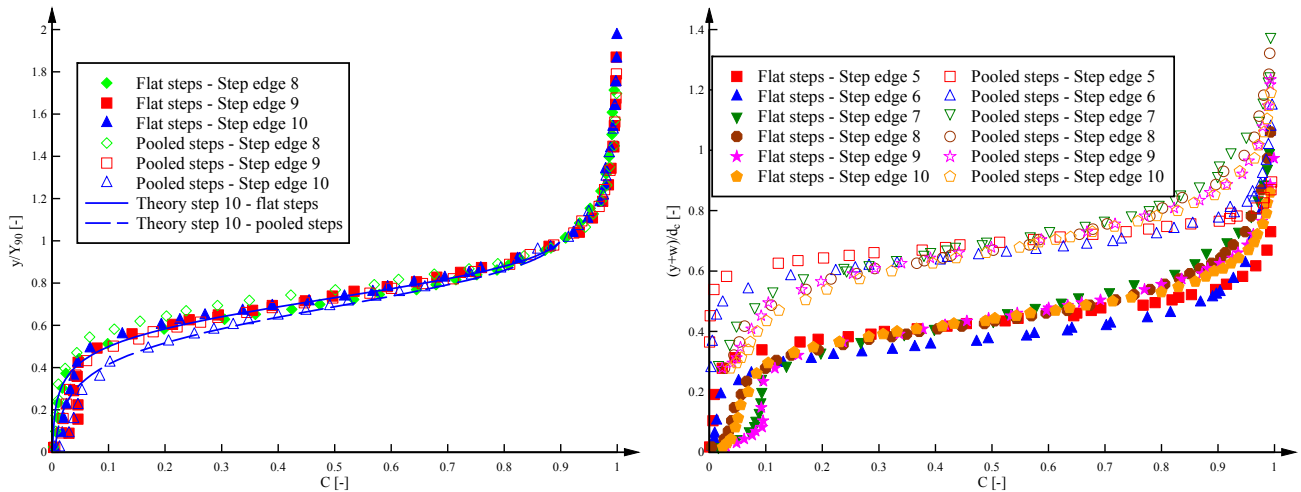 2
1.8
1.6
1.4
1.2
1
0.8
0.6
0.4
0.2
0
y/Y90 [-]
Flat steps - Step edge 8
Flat steps - Step edge 9
Flat steps - Step edge 10
Pooled steps - Step edge 8
Pooled steps - Step edge 9
Pooled steps - Step edge 10
Theory step 10 - flat steps
Theory step 10 - pooled steps
0 0.1 0.2 0.3 0.4 0.5 0.6 0.7 0.8 0.9 1
C [-]
1.4
1.2
1
0.8
0.6
0.4
0.2
0
(y+w)/dc [-]
Flat steps - Step edge 5 Pooled steps - Step edge 5
Flat steps - Step edge 6 Pooled steps - Step edge 6
Flat steps - Step edge 7 Pooled steps - Step edge 7
Flat steps - Step edge 8 Pooled steps - Step edge 8
Flat steps - Step edge 9 Pooled steps - Step edge 9
Flat steps - Step edge 10 Pooled steps - Step edge 10
0 0.1 0.2 0.3 0.4 0.5 0.6 0.7 0.8 0.9 1
C [-]